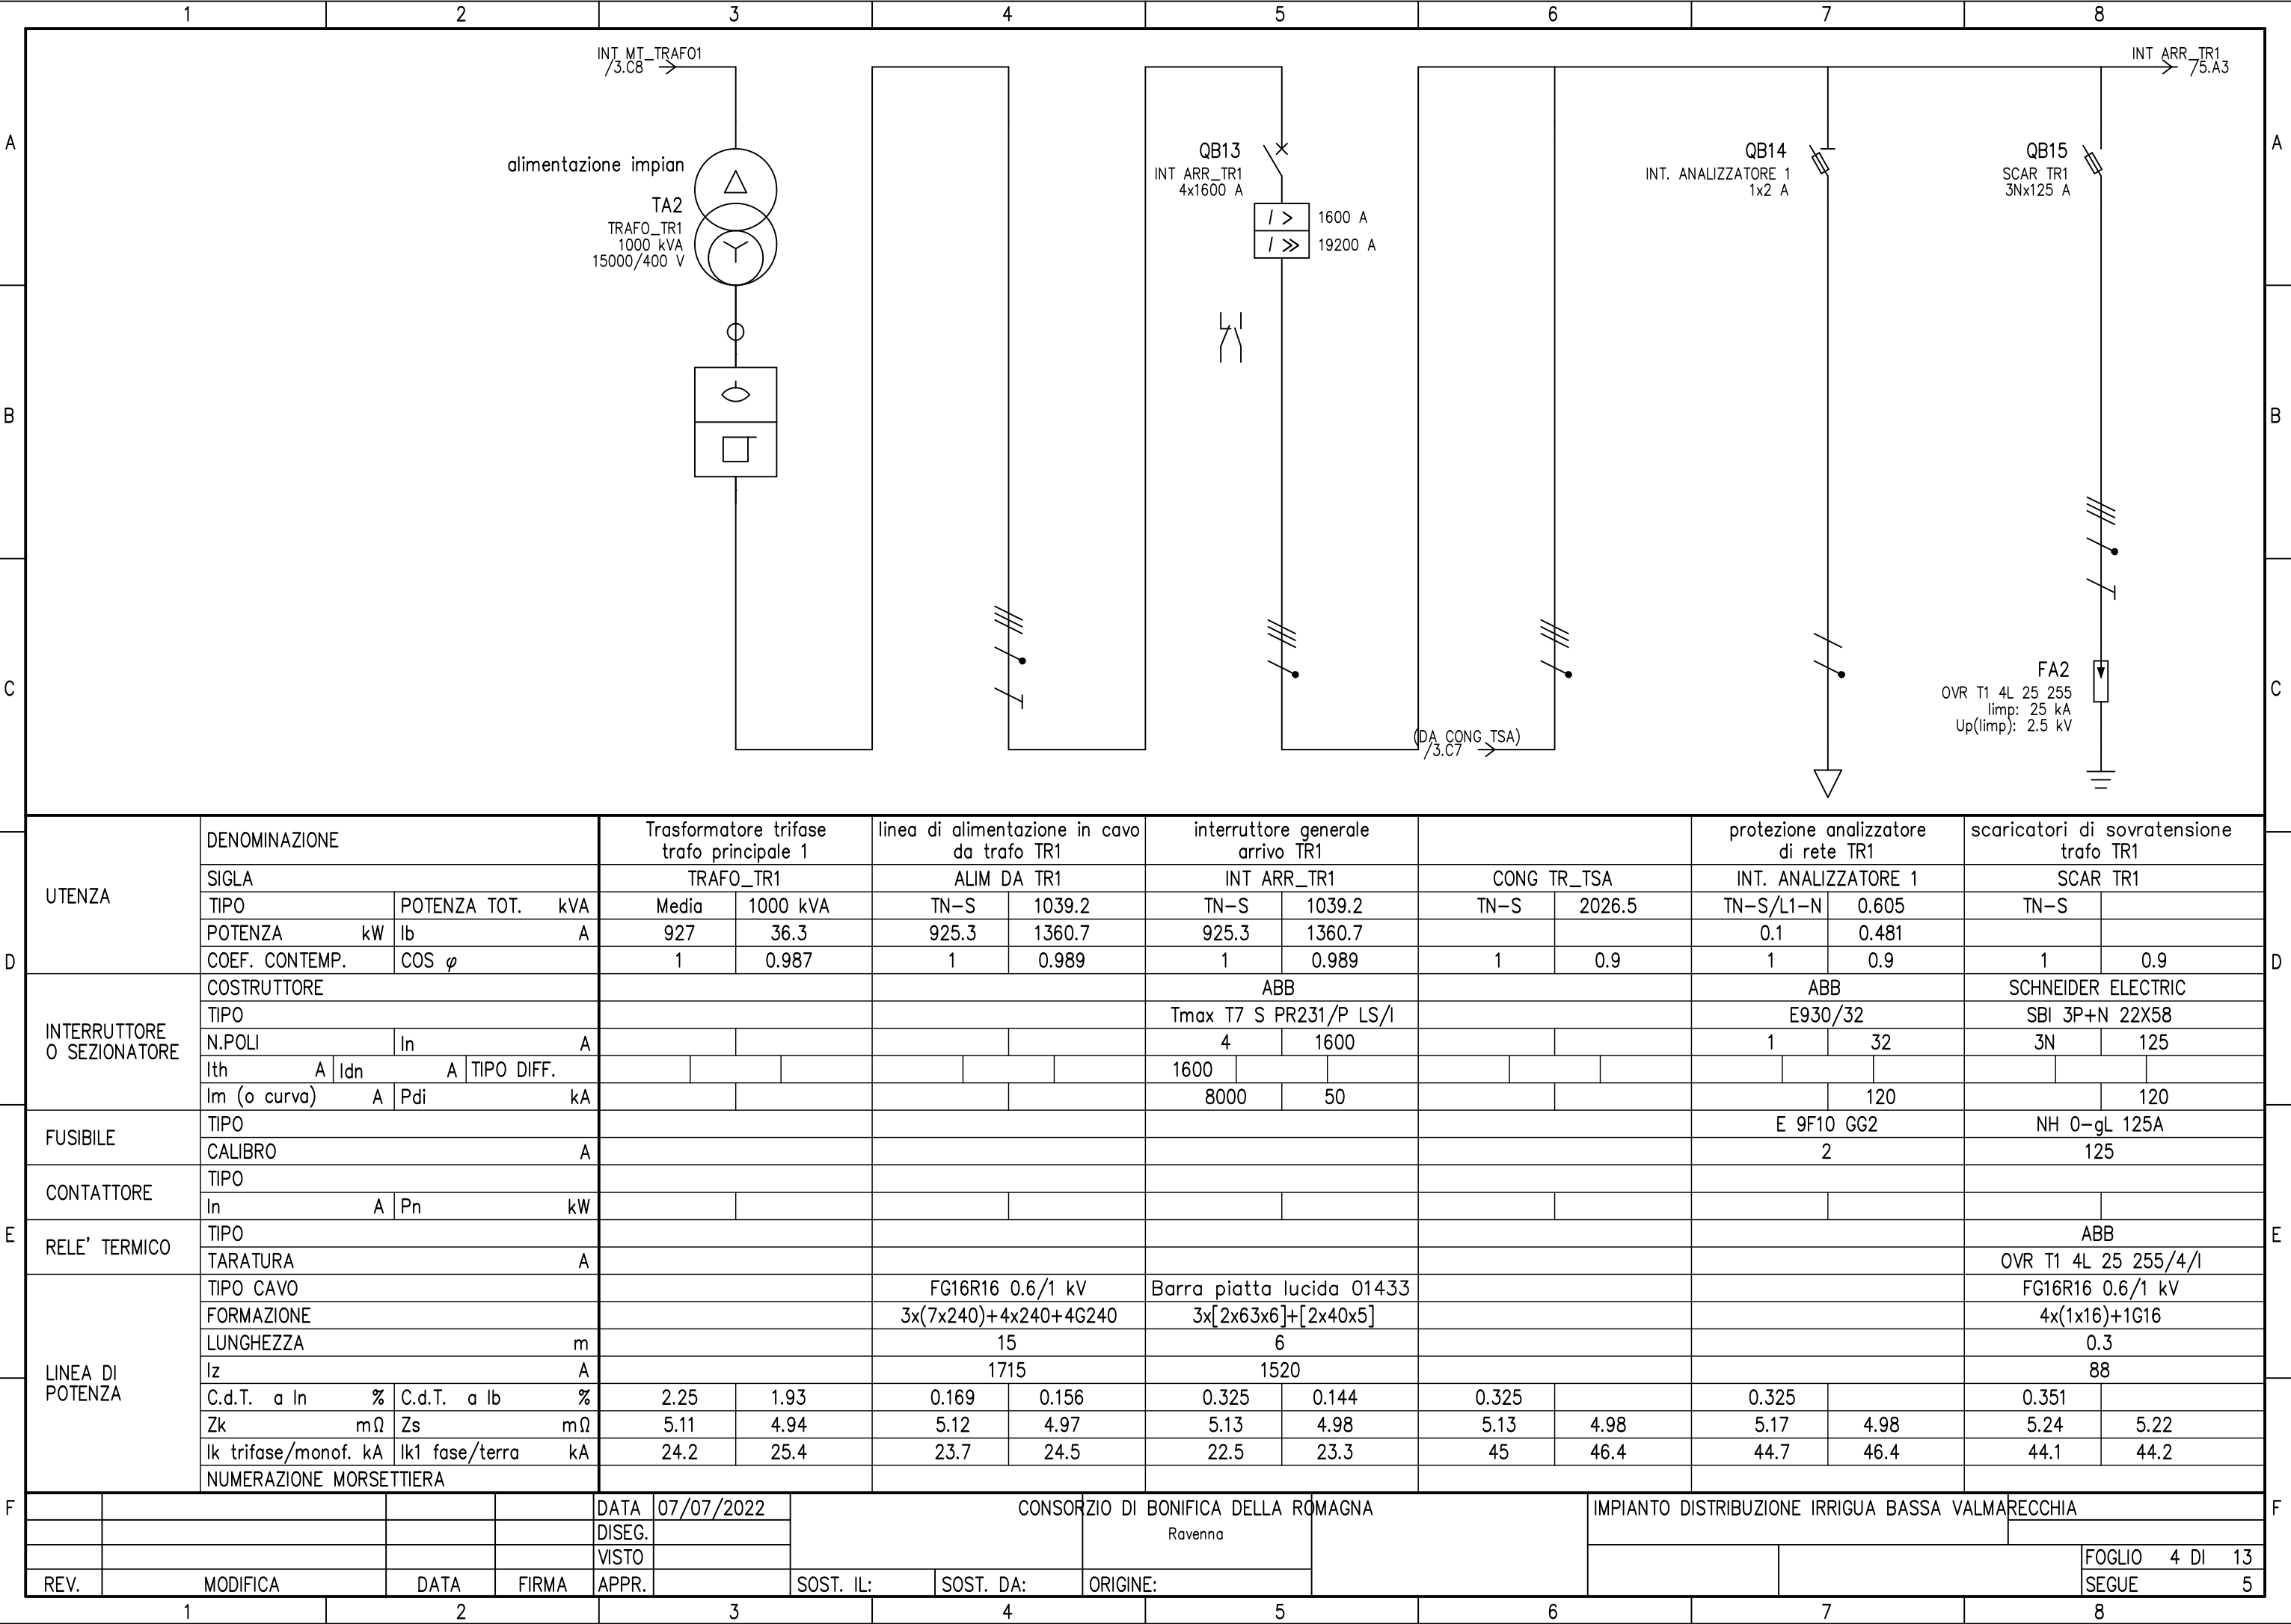 1 2 3 4 5 6 7 8
INT MT_TRAFO1
/3.C8
INT ARR_TR1
/5.A3
A A
alimentazione impian
TA2
TRAFO_TR1
1000 kVA
15000/400 V
QB13
INT ARR_TR1
4x1600 A
I > 1600 A
I >> 19200 A
QB14
INT. ANALIZZATORE 1
1x2 A
QB15
SCAR TR1
3Nx125 A
B B
C C
FA2
OVR T1 4L 25 255
Iimp: 25 kA
Up(Iimp): 2.5 kV
(DA CONG TSA)
/3.C7
UTENZA
DENOMINAZIONE
Trasformatore trifase
trafo principale 1
linea di alimentazione in cavo
da trafo TR1
interruttore generale
arrivo TR1
protezione analizzatore
di rete TR1
scaricatori di sovratensione
trafo TR1
SIGLA TRAFO_TR1 ALIM DA TR1 INT ARR_TR1 CONG TR_TSA INT. ANALIZZATORE 1 SCAR TR1
TIPO POTENZA TOT. kVA Media 1000 kVA TN-S 1039.2 TN-S 1039.2 TN-S 2026.5 TN-S/L1-N 0.605 TN-S
POTENZA kW Ib A 927 36.3 925.3 1360.7 925.3 1360.7 0.1 0.481
D COEF. CONTEMP. COS φ 1 0.987 1 0.989 1 0.989 1 0.9 1 0.9 1 0.9 D
INTERRUTTORE
O SEZIONATORE
COSTRUTTORE ABB ABB SCHNEIDER ELECTRIC
TIPO Tmax T7 S PR231/P LS/I E930/32 SBI 3P+N 22X58
N.POLI In A 4 1600 1 32 3N 125
Ith A Idn A TIPO DIFF. 1600
Im (o curva) A Pdi kA 8000 50 120 120
FUSIBILE
TIPO E 9F10 GG2 NH 0-gL 125A
CALIBRO A 2 125
CONTATTORE
TIPO
In A Pn kW
E E
RELE' TERMICO
TIPO ABB
TARATURA A OVR T1 4L 25 255/4/I
LINEA DI
POTENZA
TIPO CAVO FG16R16 0.6/1 kV Barra piatta lucida 01433 FG16R16 0.6/1 kV
FORMAZIONE 3x(7x240)+4x240+4G240 3x[2x63x6]+[2x40x5] 4x(1x16)+1G16
LUNGHEZZA m 15 6 0.3
Iz A 1715 1520 88
C.d.T. a In % C.d.T. a Ib % 2.25 1.93 0.169 0.156 0.325 0.144 0.325 0.325 0.351
Zk mΩ Zs mΩ 5.11 4.94 5.12 4.97 5.13 4.98 5.13 4.98 5.17 4.98 5.24 5.22
Ik trifase/monof. kA Ik1 fase/terra kA 24.2 25.4 23.7 24.5 22.5 23.3 45 46.4 44.7 46.4 44.1 44.2
NUMERAZIONE MORSETTIERA
F DATA 07/07/2022 CONSORZIO DI BONIFICA DELLA ROMAGNA IMPIANTO DISTRIBUZIONE IRRIGUA BASSA VALMARECCHIA F
DISEG. Ravenna
VISTO FOGLIO 4 DI 13
REV. MODIFICA DATA FIRMA APPR. SOST. IL: SOST. DA: ORIGINE: SEGUE 5
1 2 3 4 5 6 7 8